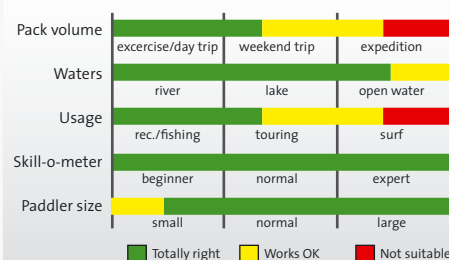 Pack volume
excercise/day trip weekend trip expedition
Waters
river lake open water
Usage
rec./fishing touring surf
Skill-o-meter
beginner normal expert
Paddler size
small normal large
Totally right Works OK Not suitable